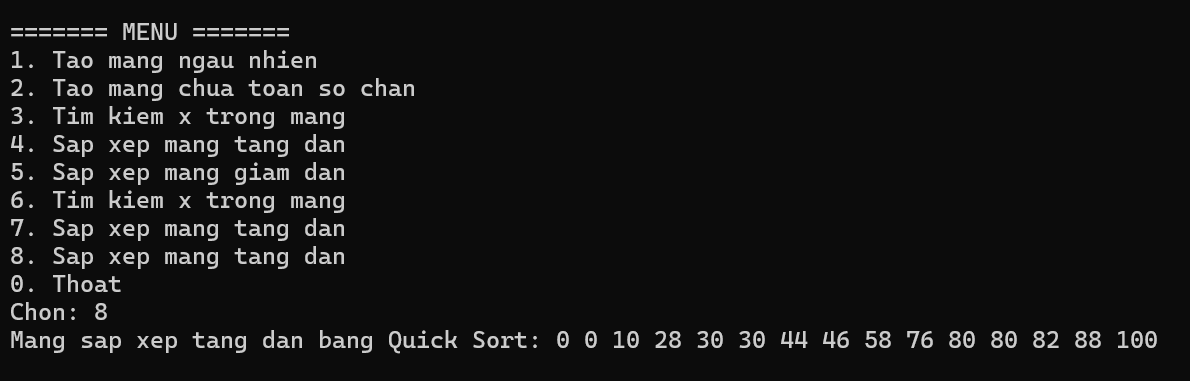 ======= MENU =======
1. Tao mang ngau nhien
2. Tao mang chua toan so chan
3. Tim kiem x trong mang
4. Sap xep mang tang dan
5. Sap xep mang giam dan
6. Tim kiem x trong mang
7. Sap xep mang tang dan
8. Sap xep mang tang dan
0. Thoat
Chon: 8
Mang sap xep tang dan bang Quick Sort: 0 0 10 28 30 30 44 46 58 76 80 80 82 88 100